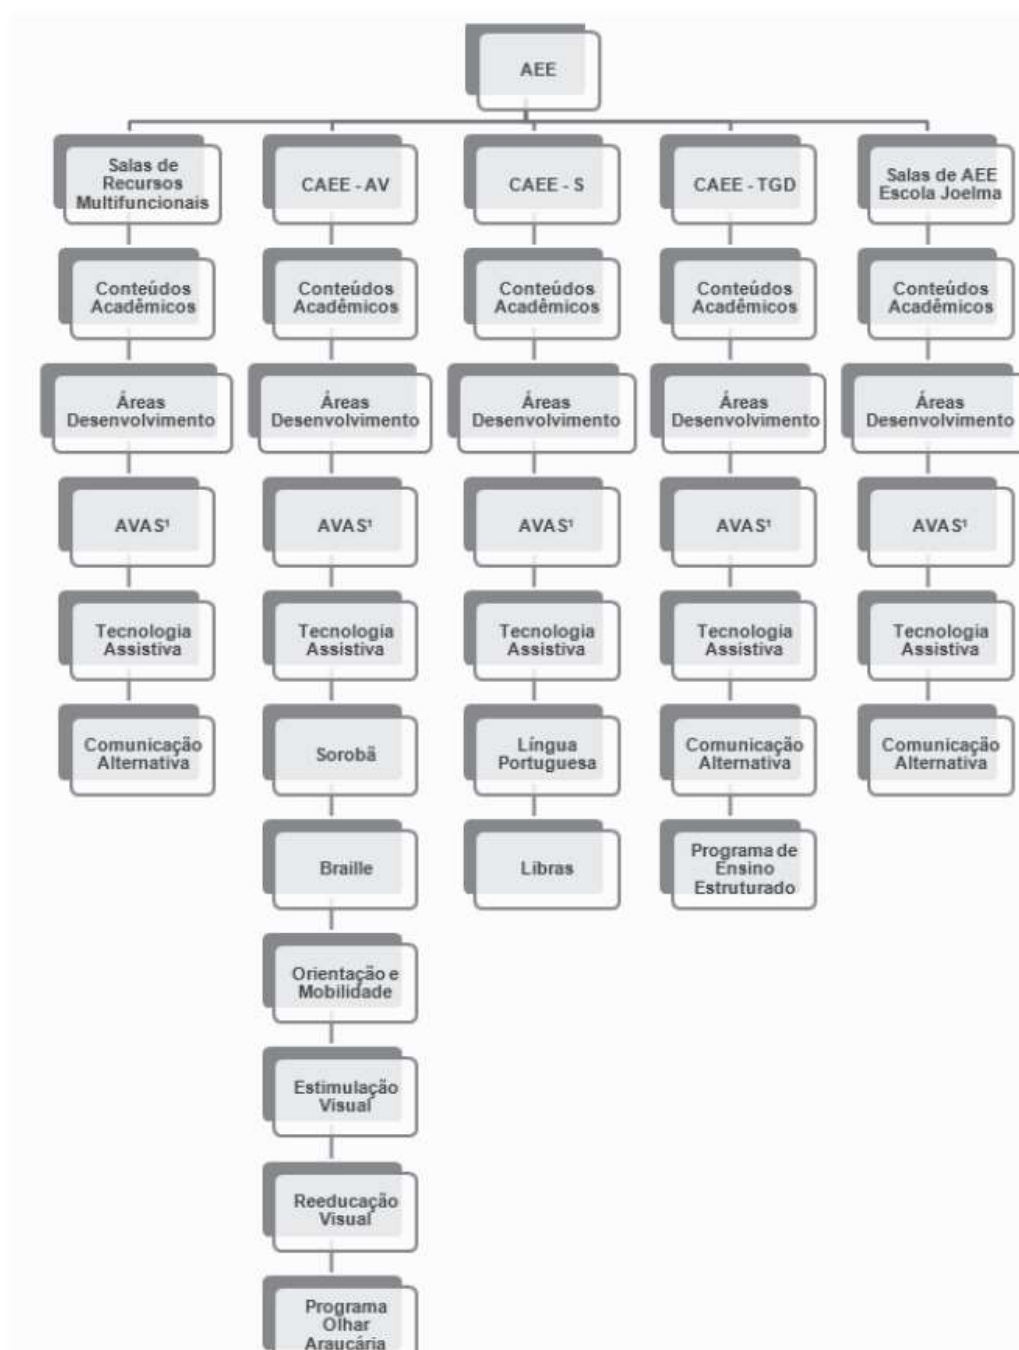 AEE
Salas de
Recursos
Multifuncionais
CAEE - AV
CAEE - S
CAEE - TGD
Salas de AEE
Escola Joelma
Conteúdos
Acadêmicos
Conteúdos
Acadêmicos
Conteúdos
Acadêmicos
Conteúdos
Acadêmicos
Conteúdos
Acadêmicos
Áreas
Desenvolvimento
Áreas
Desenvolvimento
Áreas
Desenvolvimento
Áreas
Desenvolvimento
Áreas
Desenvolvimento
AVAS¹
AVAS¹
AVAS¹
AVAS¹
AVAS¹
Tecnologia
Assistiva
Tecnologia
Assistiva
Tecnologia
Assistiva
Tecnologia
Assistiva
Tecnologia
Assistiva
Comunicação
Alternativa
Sorobã
Língua
Portuguesa
Comunicação
Alternativa
Comunicação
Alternativa
Braille
Libras
Programa de
Ensino
Estruturado
Orientação e
Mobilidade
Estimulação
Visual
Reeducação
Visual
Programa
Olhar
Araucária